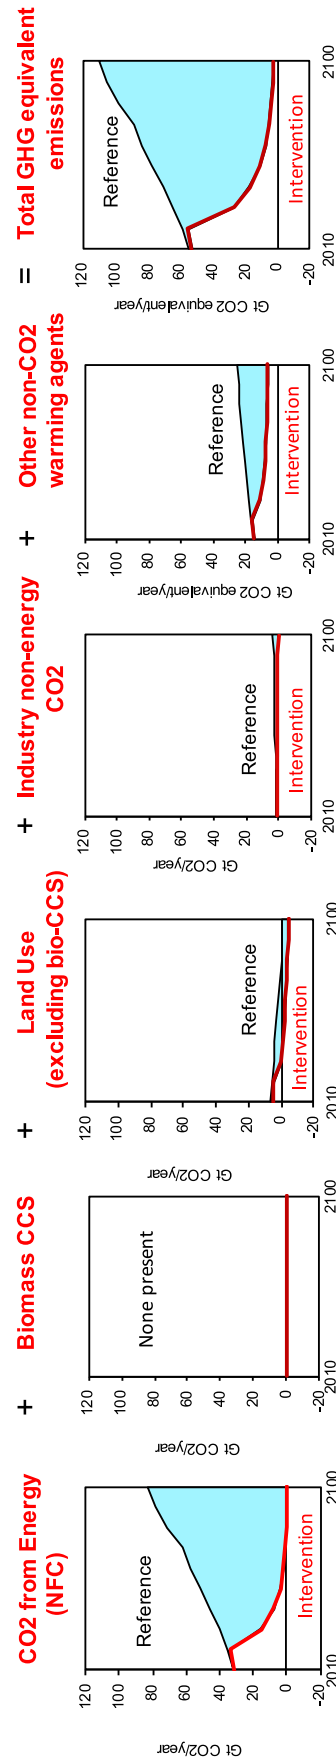 CO2 from Energy
(NFC)
+
Biomass CCS
+
Land Use
(excluding bio-CCS)
+
Industry non-energy
CO2
+
Other non-CO2
warming agents
=
Total GHG equivalent
emissions
Gt CO2/year
120
100
80
60
40
20
0
-20
Reference
Intervention
2010
2100
Gt CO2/year
120
100
80
60
40
20
0
-20
None present
2010
2100
Gt CO2/year
120
100
80
60
40
20
0
-20
Reference
Intervention
2010
2100
Gt CO2/year
120
100
80
60
40
20
0
-20
Reference
Intervention
2010
2100
Gt CO2 equivalent/year
120
100
80
60
40
20
0
-20
Reference
Intervention
2010
2100
Gt CO2 equivalent/year
120
100
80
60
40
20
0
-20
Reference
Intervention
2010
2100